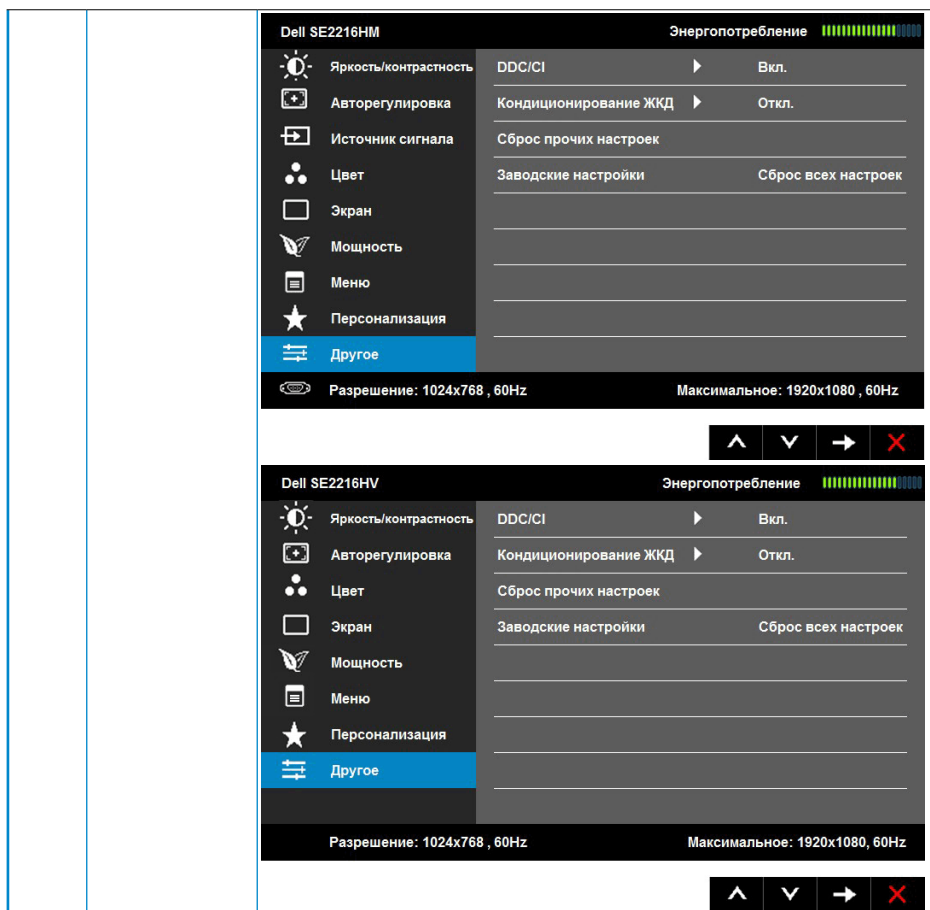 Dell SE2216HM Энергопотребление
Яркость/контрастность DDC/CI Вкл.
Авторегулировка Кондиционирование ЖКД Откл.
Источник сигнала Сброс прочих настроек
Цвет Заводские настройки Сброс всех настроек
Экран
Мощность
Меню
Персонализация
Другое
Разрешение: 1024x768 , 60Hz Максимальное: 1920x1080 , 60Hz
Dell SE2216HV Энергопотребление
Яркость/контрастность DDC/CI Вкл.
Авторегулировка Кондиционирование ЖКД Откл.
Цвет Сброс прочих настроек
Экран Заводские настройки Сброс всех настроек
Мощность
Меню
Персонализация
Другое
Разрешение: 1024x768 , 60Hz Максимальное: 1920x1080, 60Hz